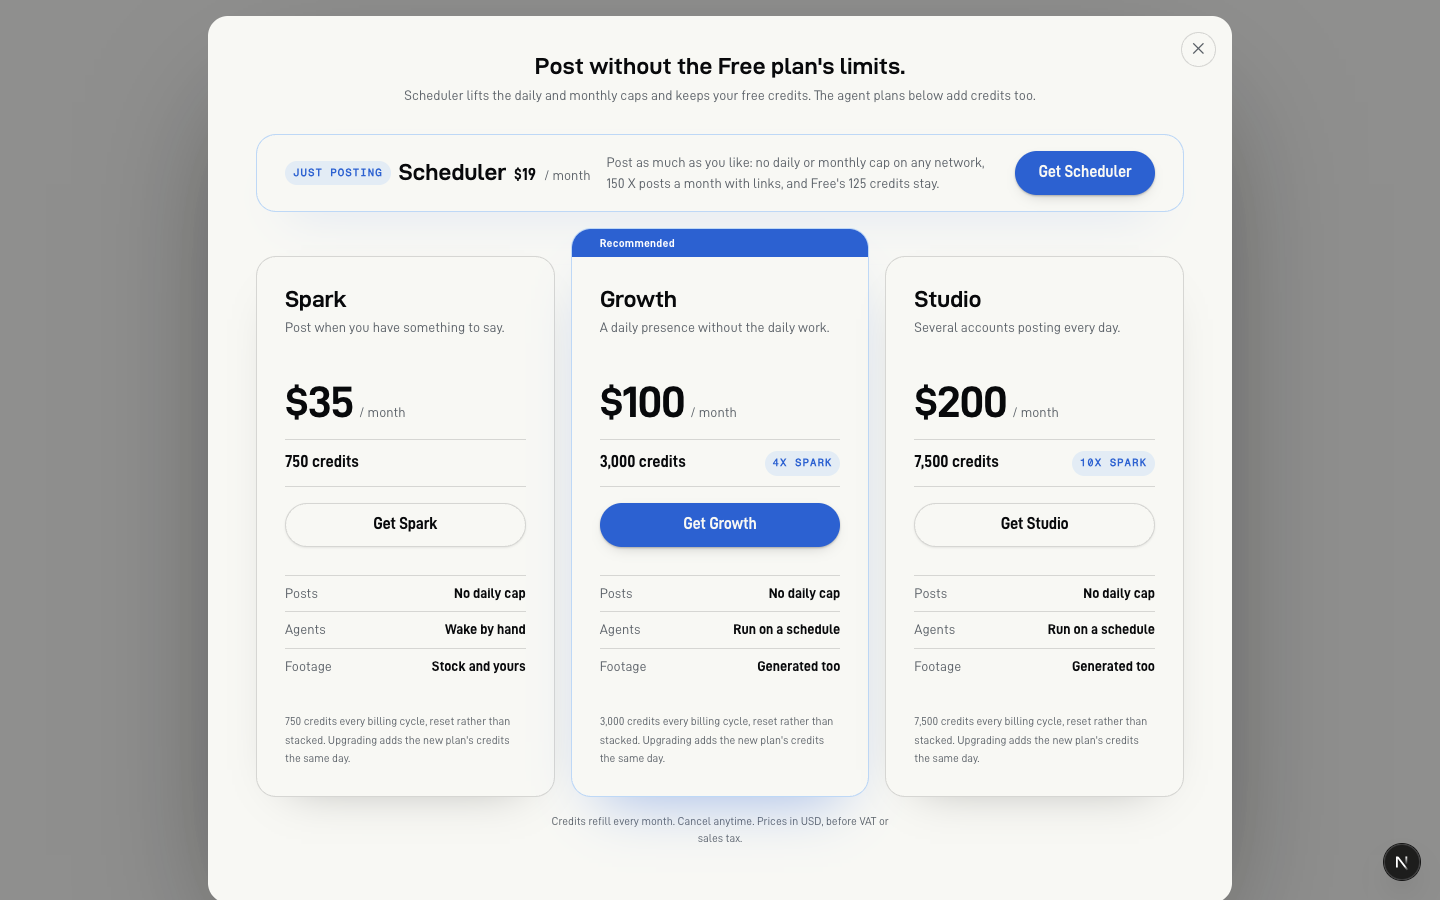 Post without the Free plan's limits.
Scheduler lifts the daily and monthly caps and keeps your free credits. The agent plans below add credits too.
JUST POSTING Scheduler $19 / month
Post as much as you like: no daily or monthly cap on any network,
150 X posts a month with links, and Free's 125 credits stay.
Get Scheduler
Spark
Post when you have something to say.
$35 / month
750 credits
Get Spark
Posts No daily cap
Agents Wake by hand
Footage Stock and yours
750 credits every billing cycle, reset rather than
stacked. Upgrading adds the new plan's credits
the same day.
Recommended
Growth
A daily presence without the daily work.
$100 / month
3,000 credits 4X SPARK
Get Growth
Posts No daily cap
Agents Run on a schedule
Footage Generated too
3,000 credits every billing cycle, reset rather than
stacked. Upgrading adds the new plan's credits
the same day.
Studio
Several accounts posting every day.
$200 / month
7,500 credits 10X SPARK
Get Studio
Posts No daily cap
Agents Run on a schedule
Footage Generated too
7,500 credits every billing cycle, reset rather than
stacked. Upgrading adds the new plan's credits
the same day.
Credits refill every month. Cancel anytime. Prices in USD, before VAT or
sales tax.
N